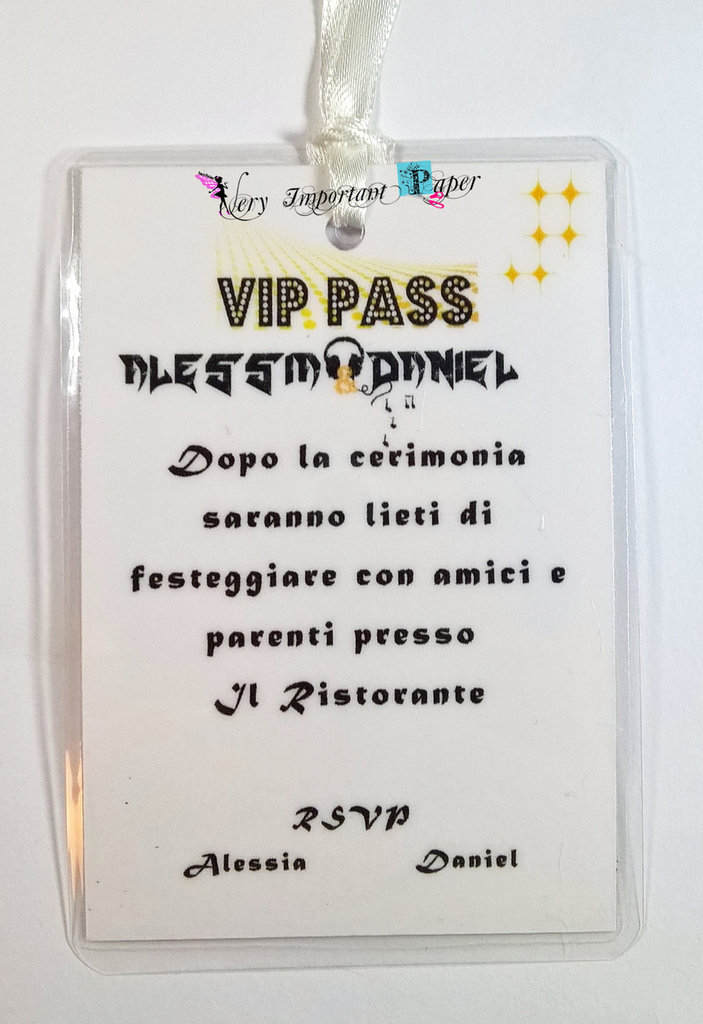 Very Important Paper
VIP PASS
ALESSIA & DANIEL
Dopo la cerimonia
saranno lieti di
festeggiare con amici e
parenti presso
Il Ristorante
RSVP
Alessia Daniel